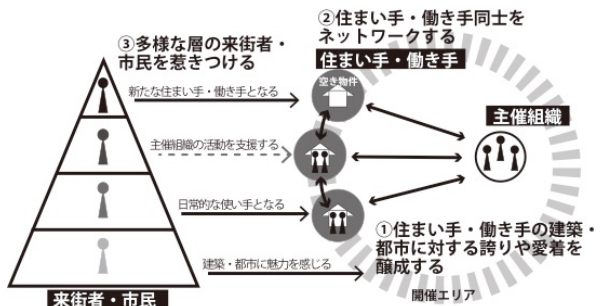 ②住まい手・働き手同士を
ネットワークする
③多様な層の来街者・
市民を惹きつける
住まい手・働き手
空き物件
新たな住まい手・働き手となる
主催組織
主催組織の活動を支援する
日常的な使い手となる
①住まい手・働き手の建築・
都市に対する誇りや愛着を
醸成する
建築・都市に魅力を感じる
開催エリア
来街者・市民